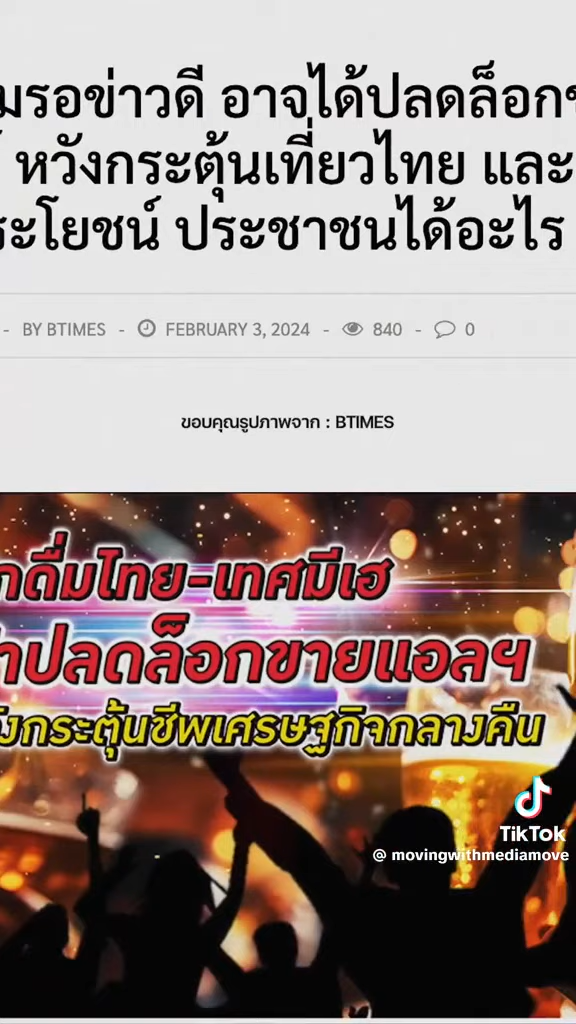 มรอข่าวดี อาจได้ปลดล็อก
หวังกระตุ้นเที่ยวไทย และ
ระโยชน์ ประชาชนได้อะไร
- BY BTIMES - FEBRUARY 3, 2024 - 840 - 0
ขอบคุณรูปภาพจาก : BTIMES
กดื่มไทย-เทศมีเฮ
ปลดล็อกขายแอลฯ
งกระตุ้นชีพเศรษฐกิจกลางคืน
TikTok
@ movingwithmediamove